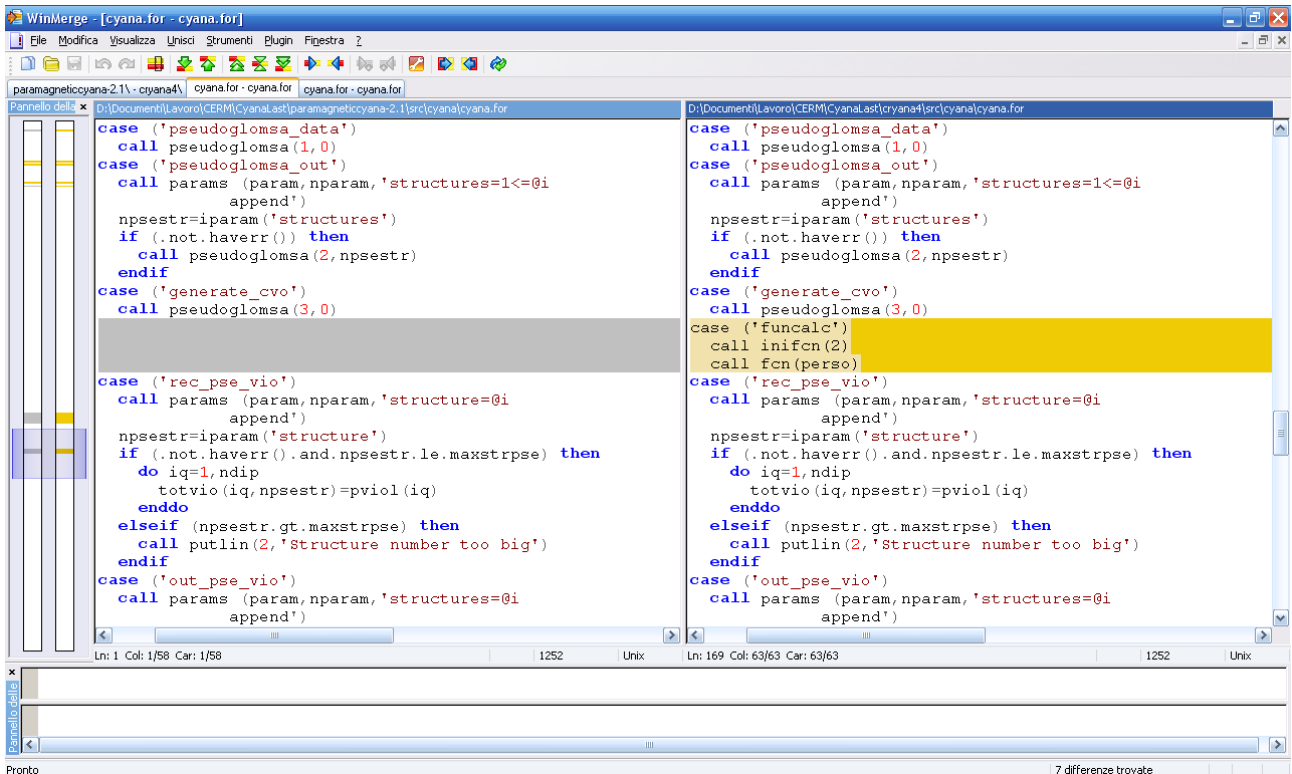 WinMerge - [cyana.for - cyana.for]
File Modifica Visualizza Unisci Strumenti Plugin Finestra ?
paramagneticcyana-2.1\ - cryana4\ cyana.for - cyana.for cyana.for - cyana.for
Pannello della
D:\Documenti\Lavoro\CERM\CyanaLast\paramagneticcyana-2.1\src\cyana\cyana.for
case ('pseudoglomsa_data')
call pseudoglomsa(1,0)
case ('pseudoglomsa_out')
call params (param,nparam,'structures=1<=@i
append')
npsestr=iparam('structures')
if (.not.haverr()) then
call pseudoglomsa(2,npsestr)
endif
case ('generate_cvo')
call pseudoglomsa(3,0)
case ('rec_pse_vio')
call params (param,nparam,'structure=@i
append')
npsestr=iparam('structure')
if (.not.haverr().and.npsestr.le.maxstrpse) then
do iq=1,ndip
totvio(iq,npsestr)=pviol(iq)
enddo
elseif (npsestr.gt.maxstrpse) then
call putlin(2,'Structure number too big')
endif
case ('out_pse_vio')
call params (param,nparam,'structures=@i
append')
Ln: 1 Col: 1/58 Car: 1/58 1252 Unix
D:\Documenti\Lavoro\CERM\CyanaLast\cryana4\src\cyana\cyana.for
case ('pseudoglomsa_data')
call pseudoglomsa(1,0)
case ('pseudoglomsa_out')
call params (param,nparam,'structures=1<=@i
append')
npsestr=iparam('structures')
if (.not.haverr()) then
call pseudoglomsa(2,npsestr)
endif
case ('generate_cvo')
call pseudoglomsa(3,0)
case ('funcalc')
call inifcn(2)
call fcn(perso)
case ('rec_pse_vio')
call params (param,nparam,'structure=@i
append')
npsestr=iparam('structure')
if (.not.haverr().and.npsestr.le.maxstrpse) then
do iq=1,ndip
totvio(iq,npsestr)=pviol(iq)
enddo
elseif (npsestr.gt.maxstrpse) then
call putlin(2,'Structure number too big')
endif
case ('out_pse_vio')
call params (param,nparam,'structures=@i
append')
Ln: 169 Col: 63/63 Car: 63/63 1252 Unix
Pannello delle
Pronto 7 differenze trovate